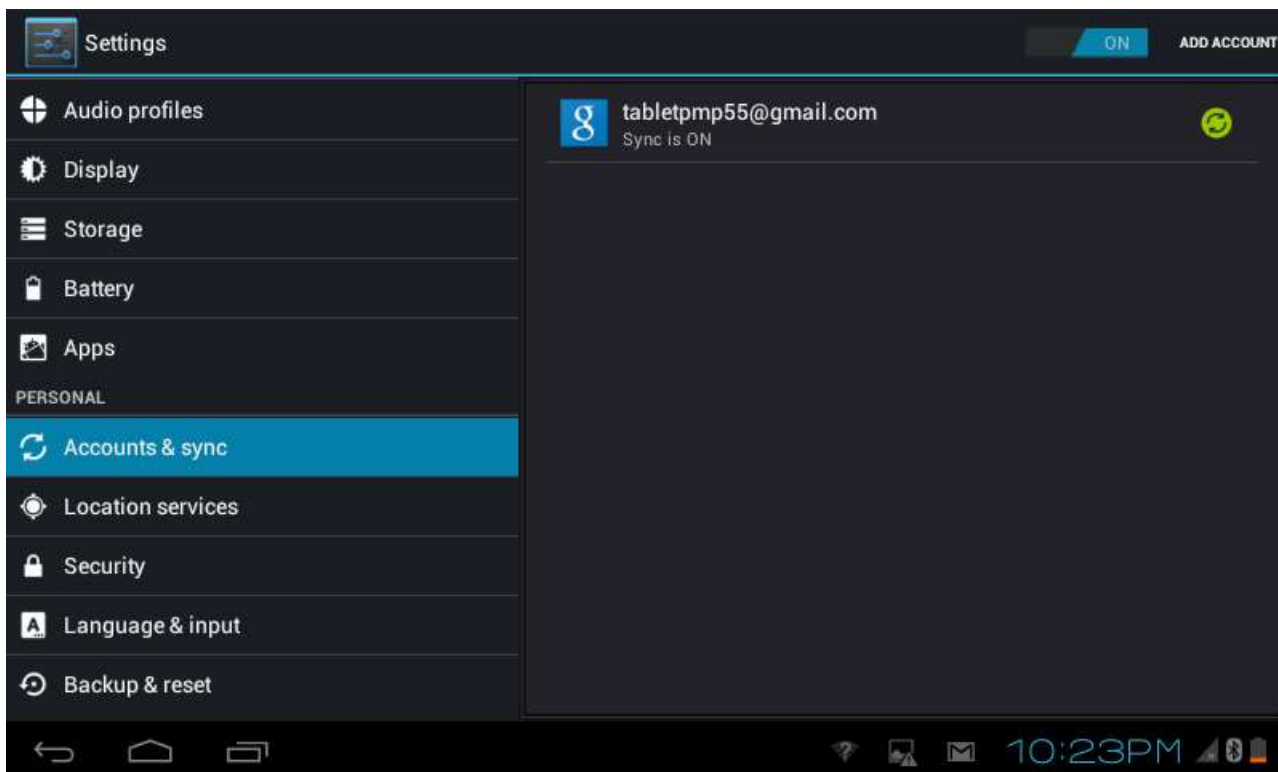 Settings
ON
ADD ACCOUNT
Audio profiles
Display
Storage
Battery
Apps
PERSONAL
Accounts & sync
Location services
Security
Language & input
Backup & reset
g
tabletpmp55@gmail.com
Sync is ON
10:23PM